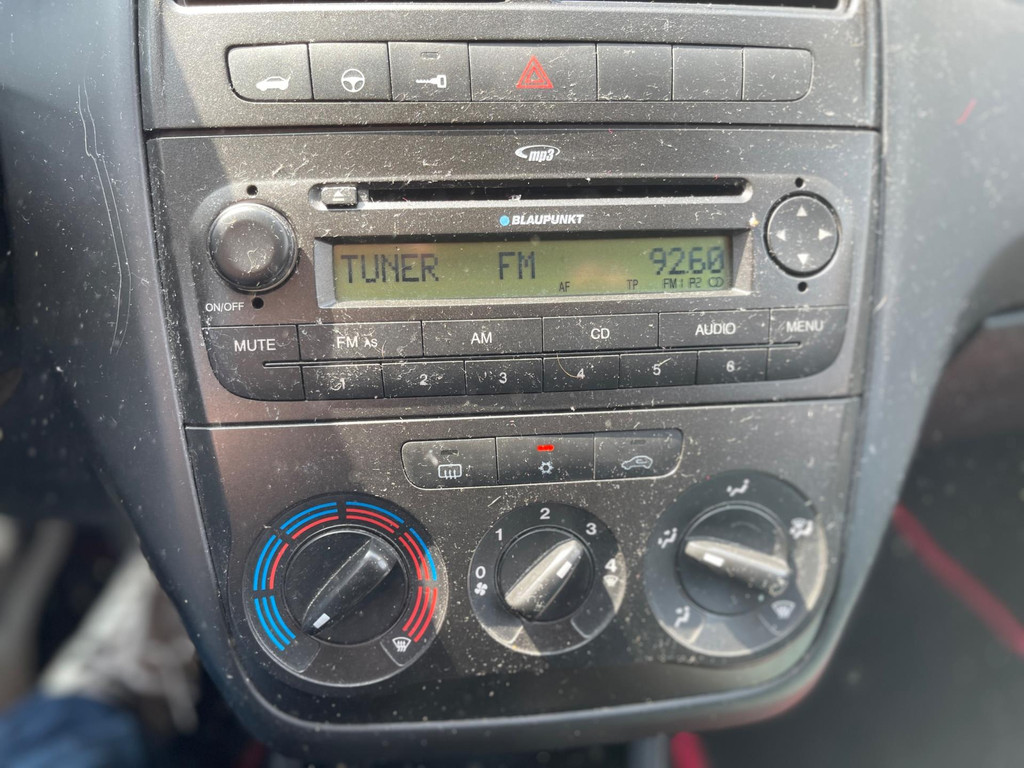 mp3
BLAUPUNKT
TUNER FM 9260
AF TP FM1 P2
ON/OFF
MUTE FM AS AM CD AUDIO MENU
1 2 3 4 5 6
0 1 2 3 4